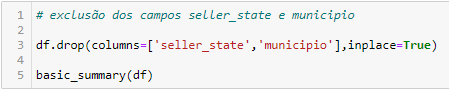 1 # exclusão dos campos seller_state e municipio
2
3 df.drop(columns=['seller_state','municipio'],inplace=True)
4
5 basic_summary(df)